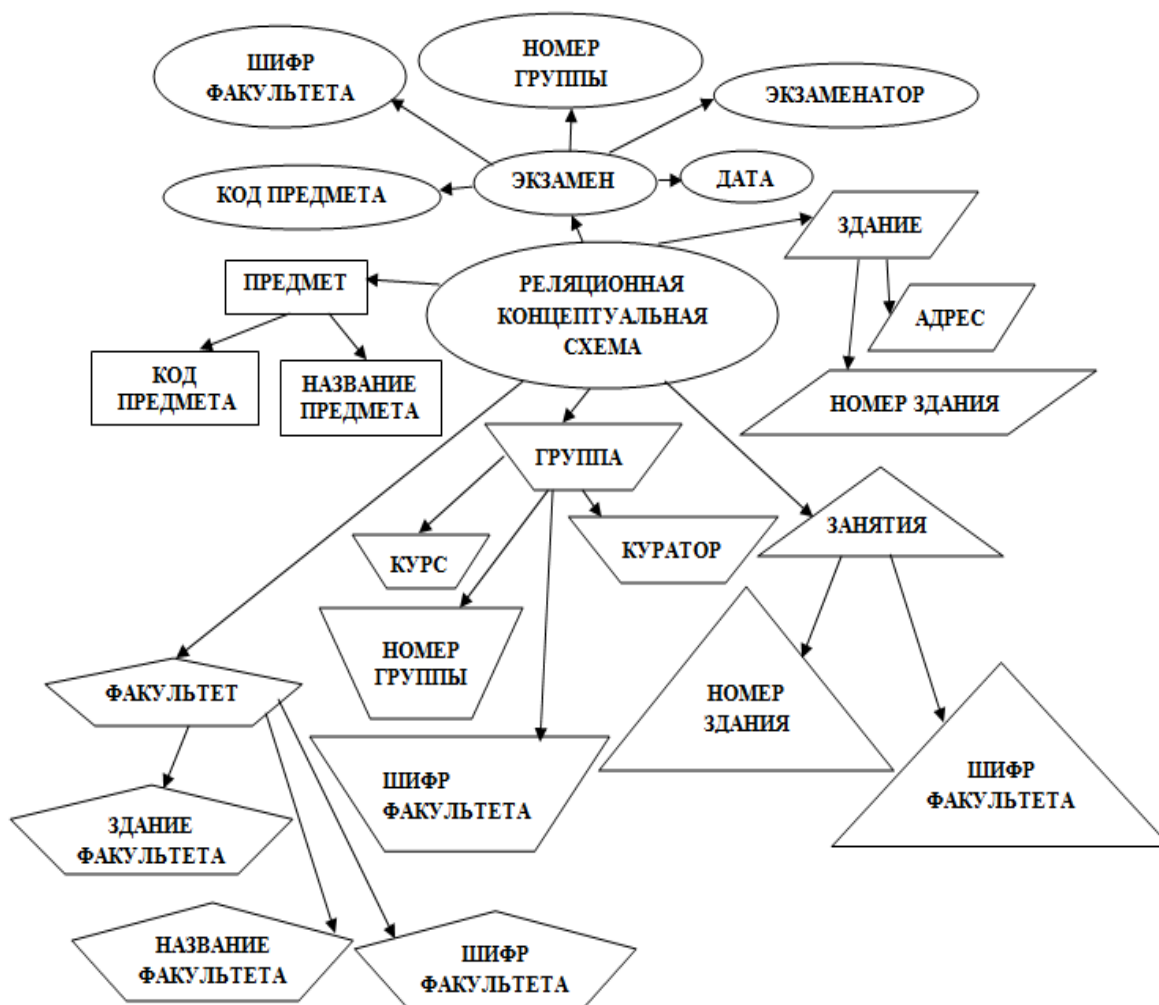 ШИФР
ФАКУЛЬТЕТА
НОМЕР
ГРУППЫ
ЭКЗАМЕНАТОР
КОД ПРЕДМЕТА
ЭКЗАМЕН
ДАТА
ЗДАНИЕ
ПРЕДМЕТ
РЕЛЯЦИОННАЯ
КОНЦЕПТУАЛЬНАЯ
СХЕМА
АДРЕС
КОД
ПРЕДМЕТА
НАЗВАНИЕ
ПРЕДМЕТА
НОМЕР ЗДАНИЯ
ГРУППА
ЗАНЯТИЯ
КУРС
КУРАТОР
НОМЕР
ГРУППЫ
ФАКУЛЬТЕТ
НОМЕР
ЗДАНИЯ
ШИФР
ФАКУЛЬТЕТА
ШИФР
ФАКУЛЬТЕТА
ЗДАНИЕ
ФАКУЛЬТЕТА
НАЗВАНИЕ
ФАКУЛЬТЕТА
ШИФР
ФАКУЛЬТЕТА